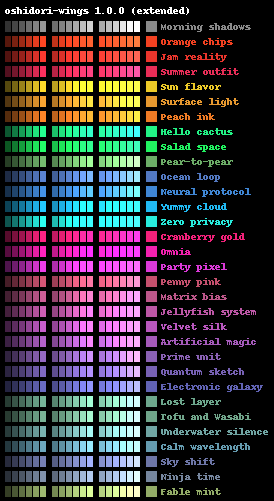 oshidori-wings 1.0.0 (extended)
Morning shadows
Orange chips
Jam reality
Summer outfit
Sun flavor
Surface light
Peach ink
Hello cactus
Salad space
Pear-to-pear
Ocean loop
Neural protocol
Yummy cloud
Zero privacy
Cranberry gold
Omnia
Party pixel
Penny pink
Matrix bias
Jellyfish system
Velvet silk
Artificial magic
Prime unit
Quantum sketch
Electronic galaxy
Lost layer
Tofu and Wasabi
Underwater silence
Calm wavelength
Sky shift
Ninja time
Fable mint